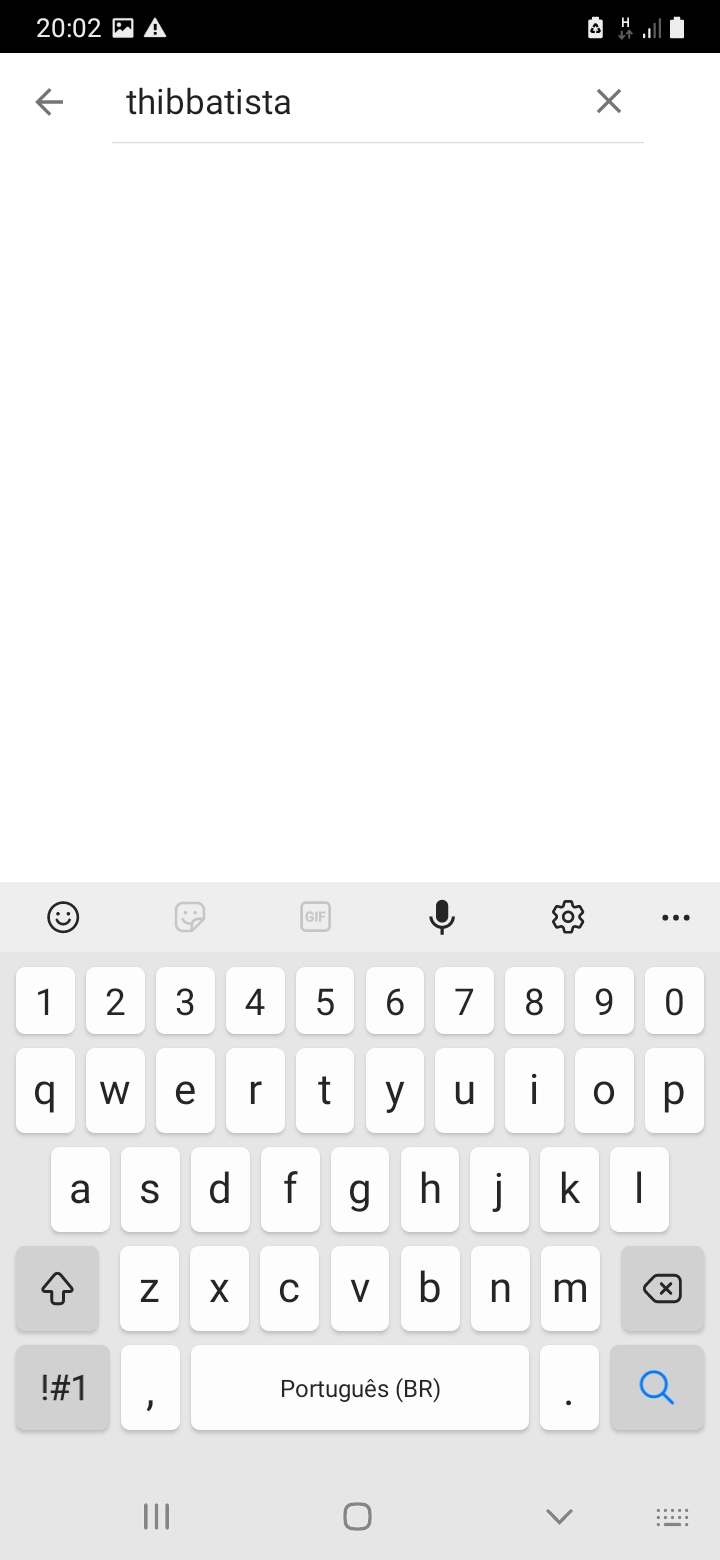 20:02
H
thibbatista
GIF
1 2 3 4 5 6 7 8 9 0
q w e r t y u i o p
a s d f g h j k l
z x c v b n m
!#1 , Português (BR) .